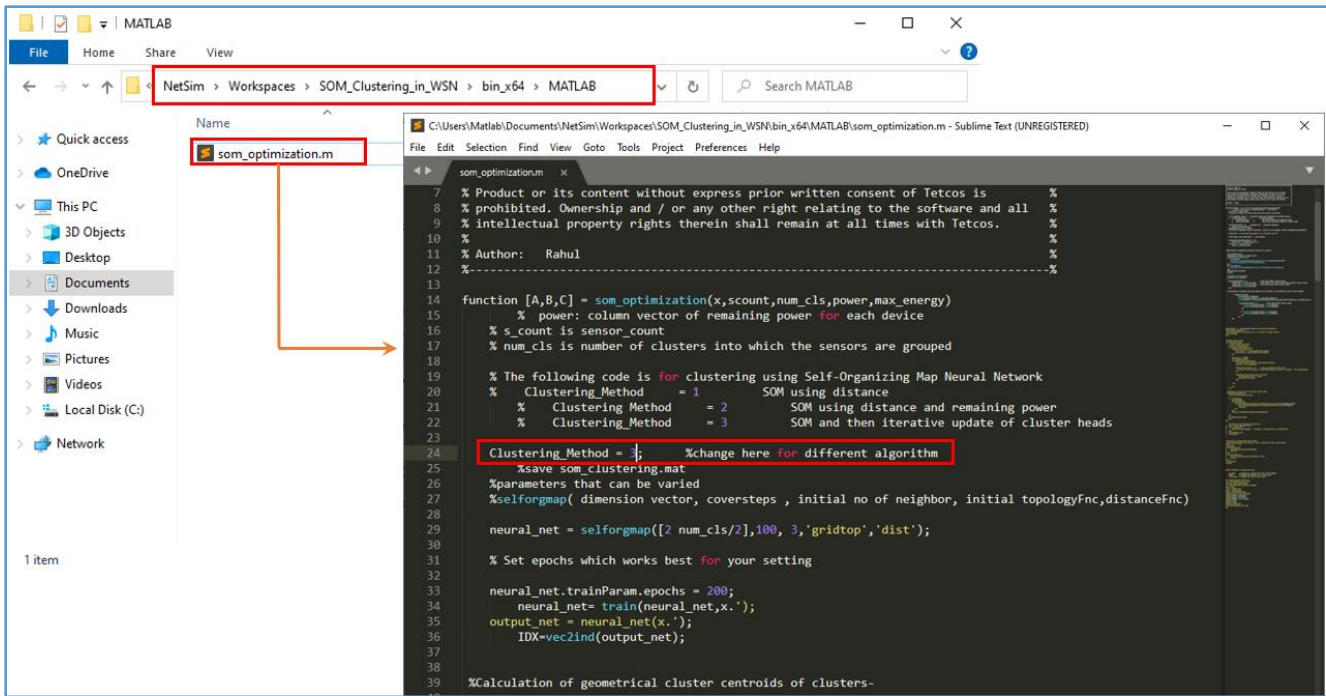 MATLAB
File Home Share View
NetSim › Workspaces › SOM_Clustering_in_WSN › bin_x64 › MATLAB
Search MATLAB
Name
Quick access
som_optimization.m
OneDrive
This PC
3D Objects
Desktop
Documents
Downloads
Music
Pictures
Videos
Local Disk (C:)
Network
1 item
C:\Users\Matlab\Documents\NetSim\Workspaces\SOM_Clustering_in_WSN\bin_x64\MATLAB\som_optimization.m - Sublime Text (UNREGISTERED)
File Edit Selection Find View Goto Tools Project Preferences Help
som_optimization.m ×
7 % Product or its content without express prior written consent of Tetcos is %
8 % prohibited. Ownership and / or any other right relating to the software and all %
9 % intellectual property rights therein shall remain at all times with Tetcos. %
10 % %
11 % Author: Rahul %
12 %---------------------------------------------------------------------------------%
13
14 function [A,B,C] = som_optimization(x,scount,num_cls,power,max_energy)
15 % power: column vector of remaining power for each device
16 % s_count is sensor_count
17 % num_cls is number of clusters into which the sensors are grouped
18
19 % The following code is for clustering using Self-Organizing Map Neural Network
20 % Clustering_Method = 1 SOM using distance
21 % Clustering Method = 2 SOM using distance and remaining power
22 % Clustering_Method = 3 SOM and then iterative update of cluster heads
23
24 Clustering_Method = 3; %change here for different algorithm
25 %save som_clustering.mat
26 %parameters that can be varied
27 %selforgmap( dimension vector, coversteps , initial no of neighbor, initial topologyFnc,distanceFnc)
28
29 neural_net = selforgmap([2 num_cls/2],100, 3,'gridtop','dist');
30
31 % Set epochs which works best for your setting
32
33 neural_net.trainParam.epochs = 200;
34 neural_net= train(neural_net,x.');
35 output_net = neural_net(x.');
36 IDX=vec2ind(output_net);
37
38
39 %Calculation of geometrical cluster centroids of clusters-